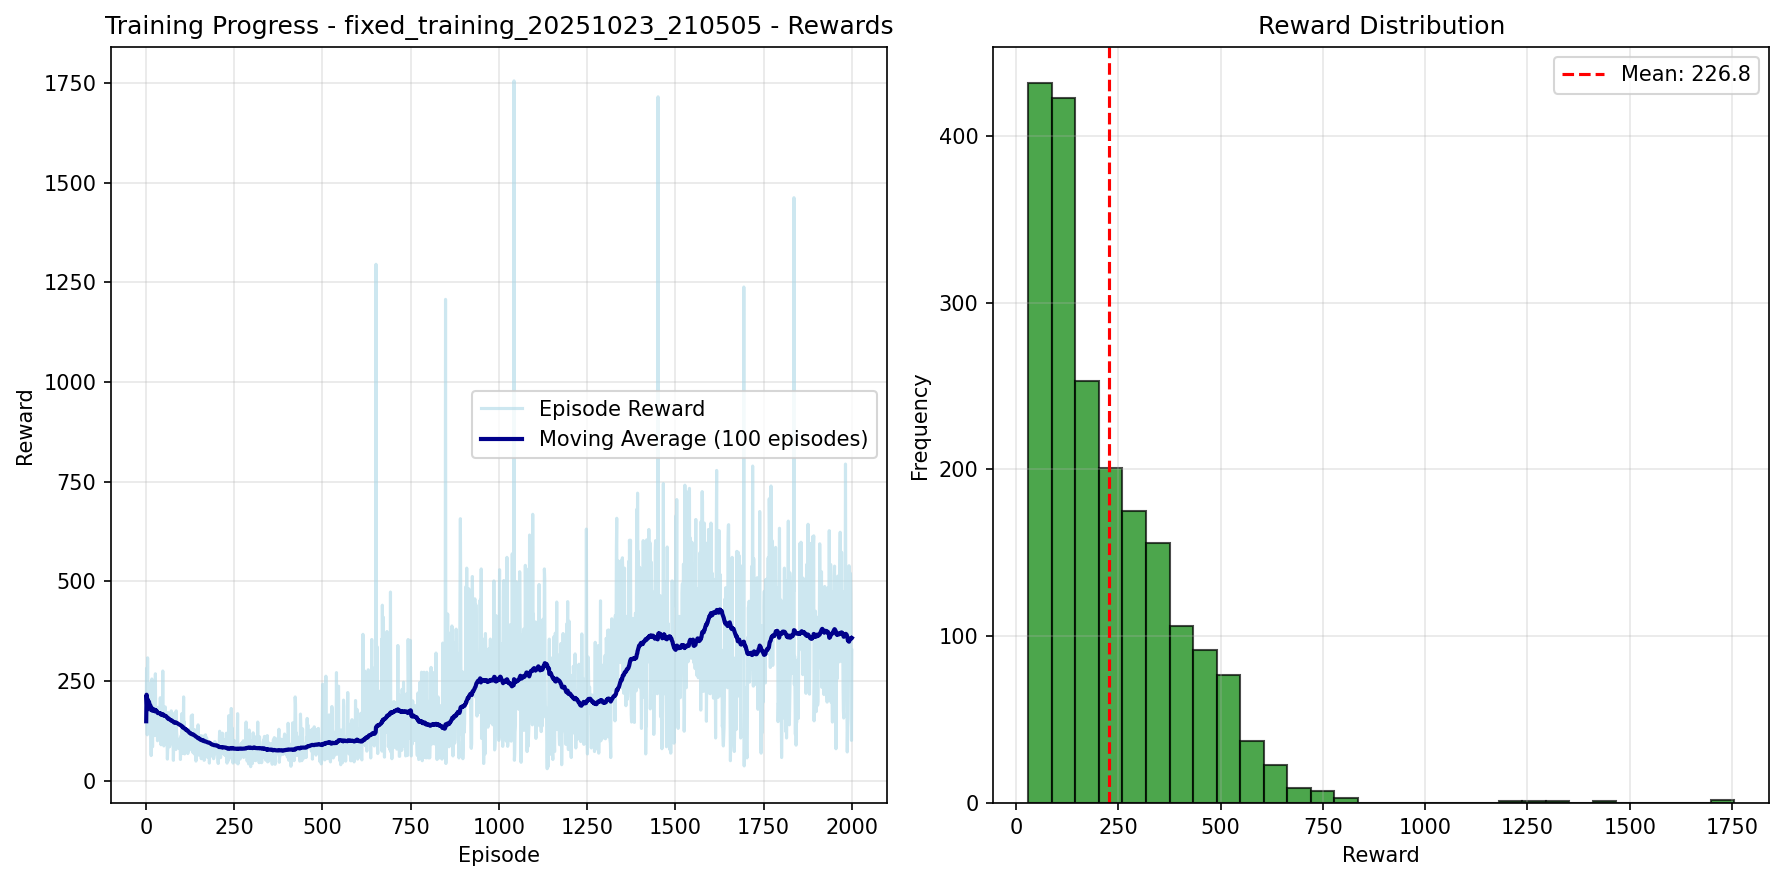 Training Progress - fixed_training_20251023_210505 - Rewards
Reward
1750
1500
1250
1000
750
500
250
0
Episode Reward
Moving Average (100 episodes)
0 250 500 750 1000 1250 1500 1750 2000
Episode
Reward Distribution
Mean: 226.8
Frequency
400
300
200
100
0
0 250 500 750 1000 1250 1500 1750
Reward